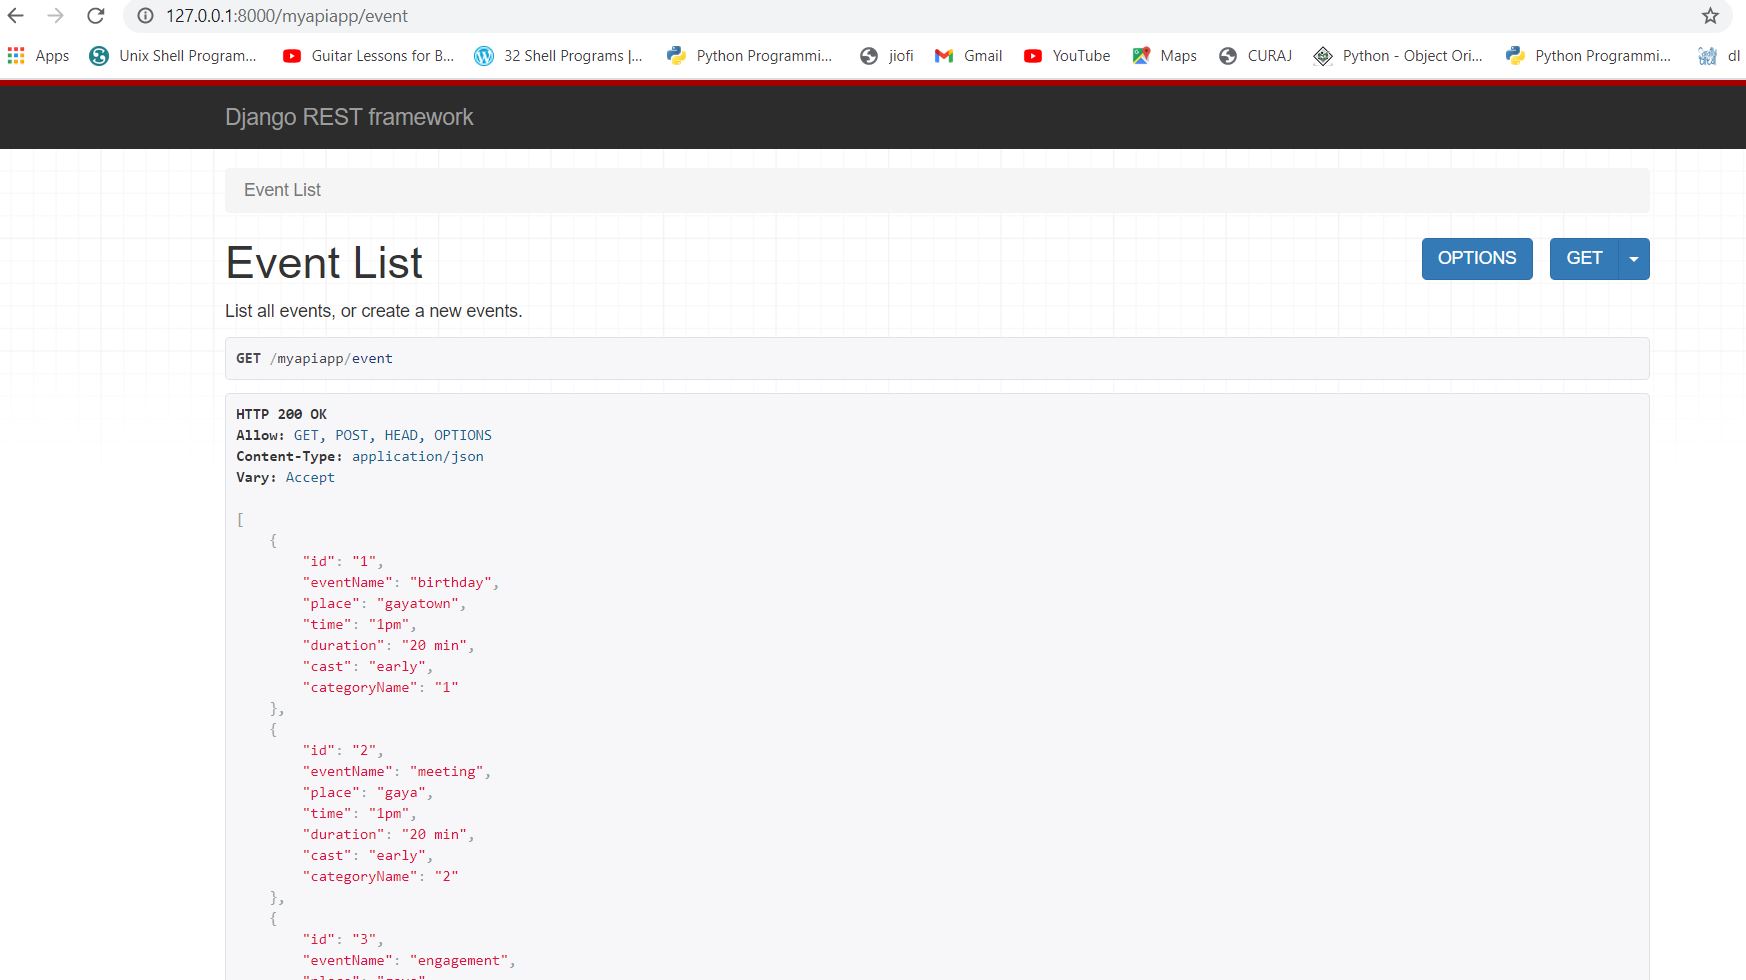 127.0.0.1:8000/myapiapp/event
Apps Unix Shell Program... Guitar Lessons for B... 32 Shell Programs |... Python Programmi... jiofi Gmail YouTube Maps CURAJ Python - Object Ori... Python Programmi... dl
Django REST framework
Event List
Event List
OPTIONS GET
List all events, or create a new events.
GET /myapiapp/event
HTTP 200 OK
Allow: GET, POST, HEAD, OPTIONS
Content-Type: application/json
Vary: Accept
[
{
"id": "1",
"eventName": "birthday",
"place": "gayatown",
"time": "1pm",
"duration": "20 min",
"cast": "early",
"categoryName": "1"
},
{
"id": "2",
"eventName": "meeting",
"place": "gaya",
"time": "1pm",
"duration": "20 min",
"cast": "early",
"categoryName": "2"
},
{
"id": "3",
"eventName": "engagement",